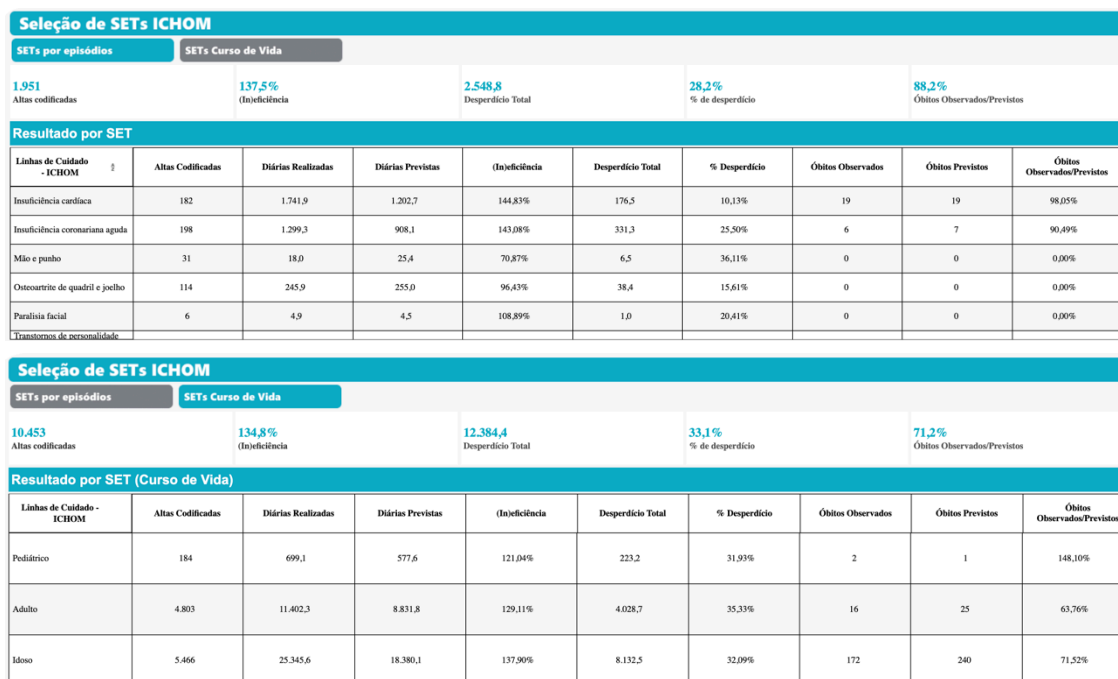 Seleção de SETs ICHOM
SETs por episódios SETs Curso de Vida
1.951 137,5% 2.548,8 28,2% 88,2%
Altas codificadas (In)eficiência Desperdício Total % de desperdício Óbitos Observados/Previstos
Resultado por SET
Linhas de Cuidado - ICHOM Altas Codificadas Diárias Realizadas Diárias Previstas (In)eficiência Desperdício Total % Desperdício Óbitos Observados Óbitos Previstos Óbitos Observados/Previstos
Insuficiência cardíaca 182 1.741,9 1.202,7 144,83% 176,5 10,13% 19 19 98,05%
Insuficiência coronariana aguda 198 1.299,3 908,1 143,08% 331,3 25,50% 6 7 90,49%
Mão e punho 31 18,0 25,4 70,87% 6,5 36,11% 0 0 0,00%
Osteoartrite de quadril e joelho 114 245,9 255,0 96,43% 38,4 15,61% 0 0 0,00%
Paralisia facial 6 4,9 4,5 108,89% 1,0 20,41% 0 0 0,00%
Transtornos de personalidade
Seleção de SETs ICHOM
SETs por episódios SETs Curso de Vida
10.453 134,8% 12.384,4 33,1% 71,2%
Altas codificadas (In)eficiência Desperdício Total % de desperdício Óbitos Observados/Previstos
Resultado por SET (Curso de Vida)
Linhas de Cuidado - ICHOM Altas Codificadas Diárias Realizadas Diárias Previstas (In)eficiência Desperdício Total % Desperdício Óbitos Observados Óbitos Previstos Óbitos Observados/Previstos
Pediátrico 184 699,1 577,6 121,04% 223,2 31,93% 2 1 148,10%
Adulto 4.803 11.402,3 8.831,8 129,11% 4.028,7 35,33% 16 25 63,76%
Idoso 5.466 25.345,6 18.380,1 137,90% 8.132,5 32,09% 172 240 71,52%